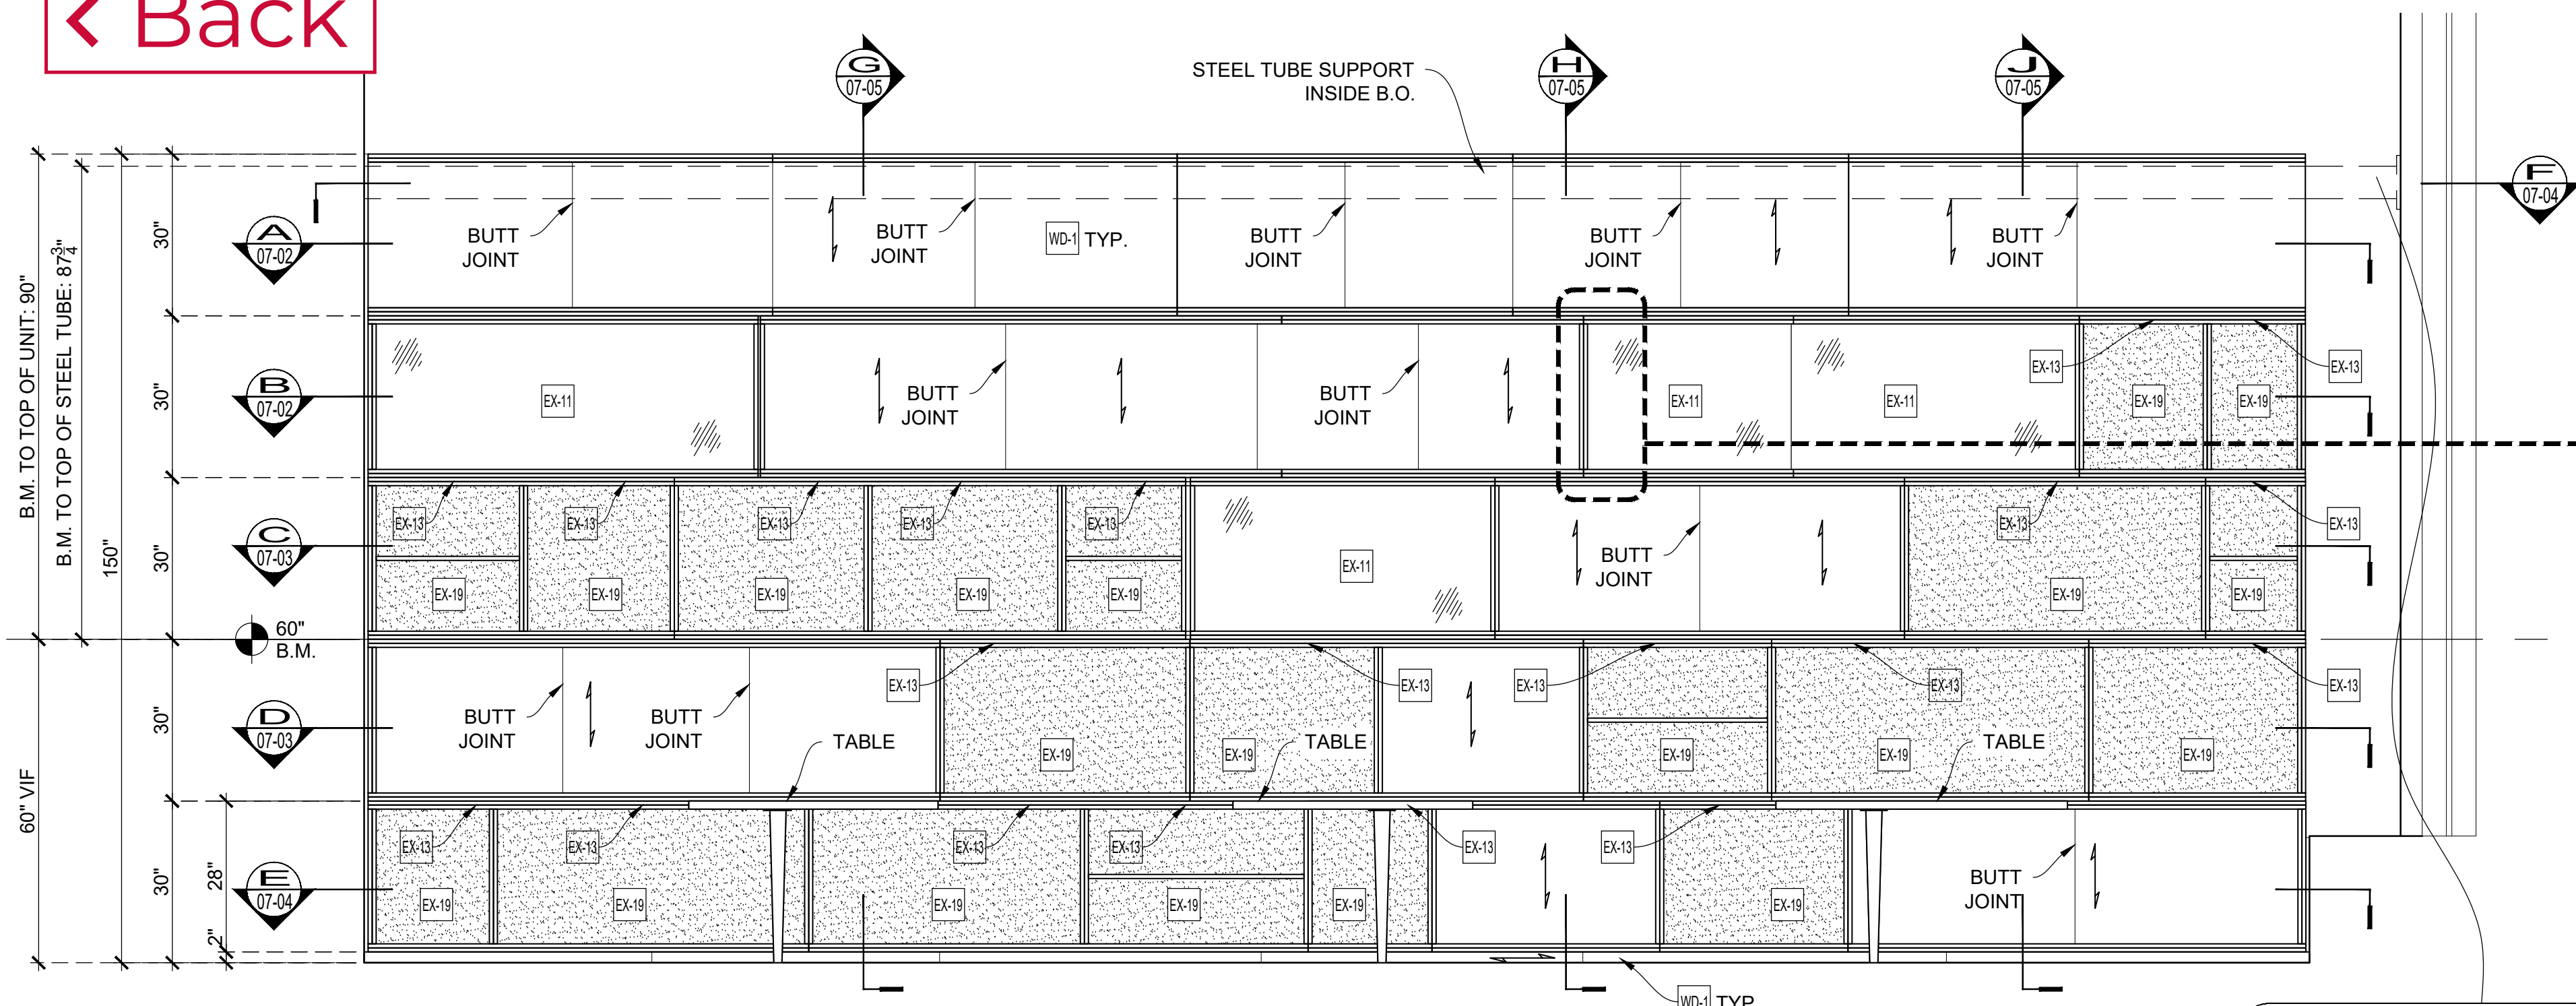 Back
G
07-05
STEEL TUBE SUPPORT
INSIDE B.O.
H
07-05
J
07-05
F
07-04
B.M. TO TOP OF UNIT: 90"
B.M. TO TOP OF STEEL TUBE: 87 3/4"
150"
30"
A
07-02
BUTT
JOINT
BUTT
JOINT
WD-1 TYP.
BUTT
JOINT
BUTT
JOINT
BUTT
JOINT
30"
B
07-02
EX-11
BUTT
JOINT
BUTT
JOINT
EX-11
EX-11
EX-13
EX-19
EX-19
EX-13
30"
C
07-03
EX-13
EX-13
EX-13
EX-13
EX-13
EX-19
EX-19
EX-19
EX-19
EX-19
EX-11
BUTT
JOINT
EX-13
EX-19
EX-19
EX-13
60"
B.M.
60" VIF
30"
D
07-03
BUTT
JOINT
BUTT
JOINT
EX-13
EX-13
EX-13
EX-13
EX-13
TABLE
EX-19
EX-19
TABLE
EX-19
EX-19
TABLE
EX-19
30"
28"
2"
E
07-04
EX-13
EX-13
EX-13
EX-13
EX-13
EX-13
EX-19
EX-19
EX-19
EX-19
EX-19
EX-19
BUTT
JOINT
WD-1 TYP